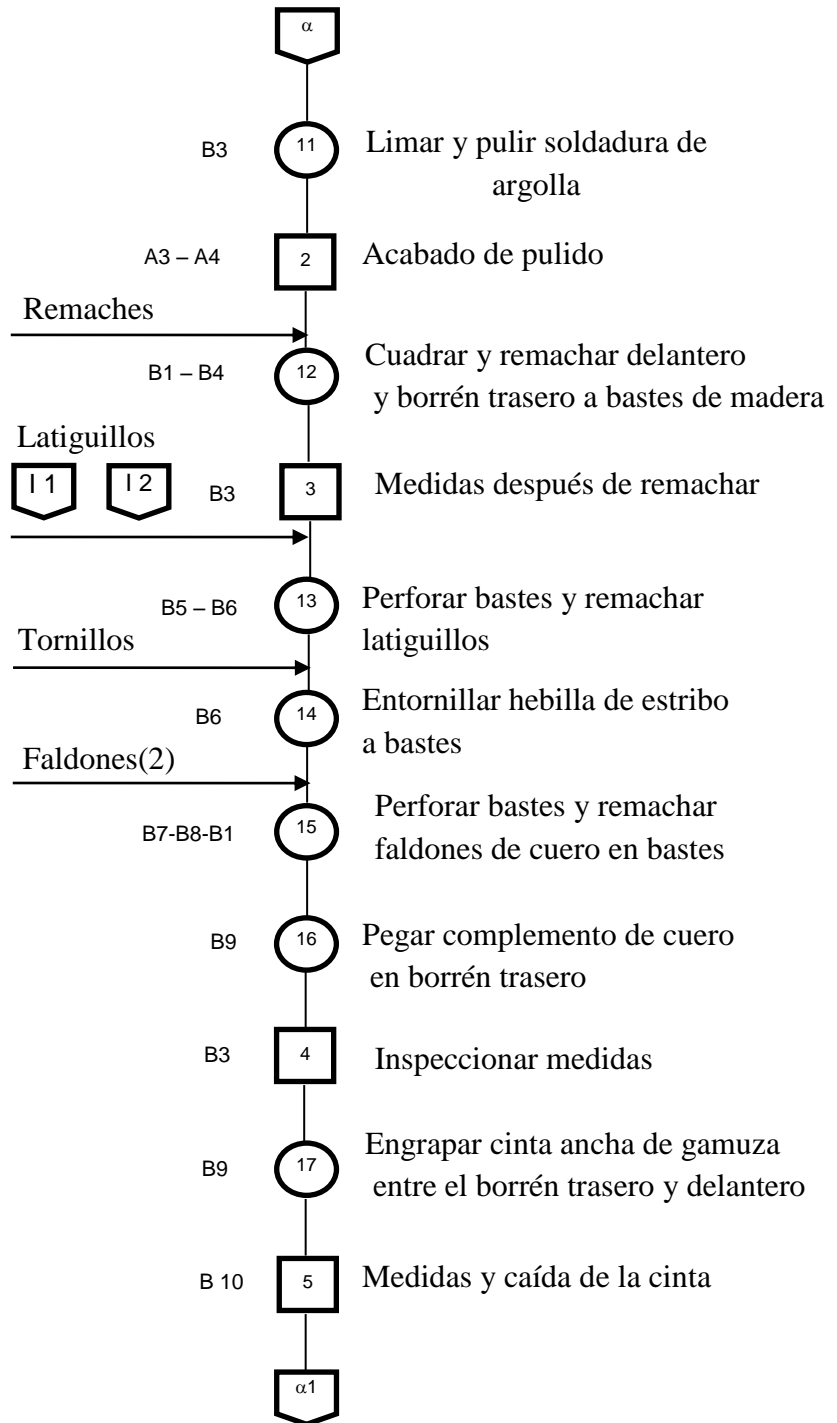 α
B3
11
Limar y pulir soldadura de
argolla
A3 – A4
2
Acabado de pulido
Remaches
B1 – B4
12
Cuadrar y remachar delantero
y borrén trasero a bastes de madera
Latiguillos
I 1
I 2
B3
3
Medidas después de remachar
B5 – B6
13
Perforar bastes y remachar
latiguillos
Tornillos
B6
14
Entornillar hebilla de estribo
a bastes
Faldones(2)
B7-B8-B1
15
Perforar bastes y remachar
faldones de cuero en bastes
B9
16
Pegar complemento de cuero
en borrén trasero
B3
4
Inspeccionar medidas
B9
17
Engrapar cinta ancha de gamuza
entre el borrén trasero y delantero
B 10
5
Medidas y caída de la cinta
α1